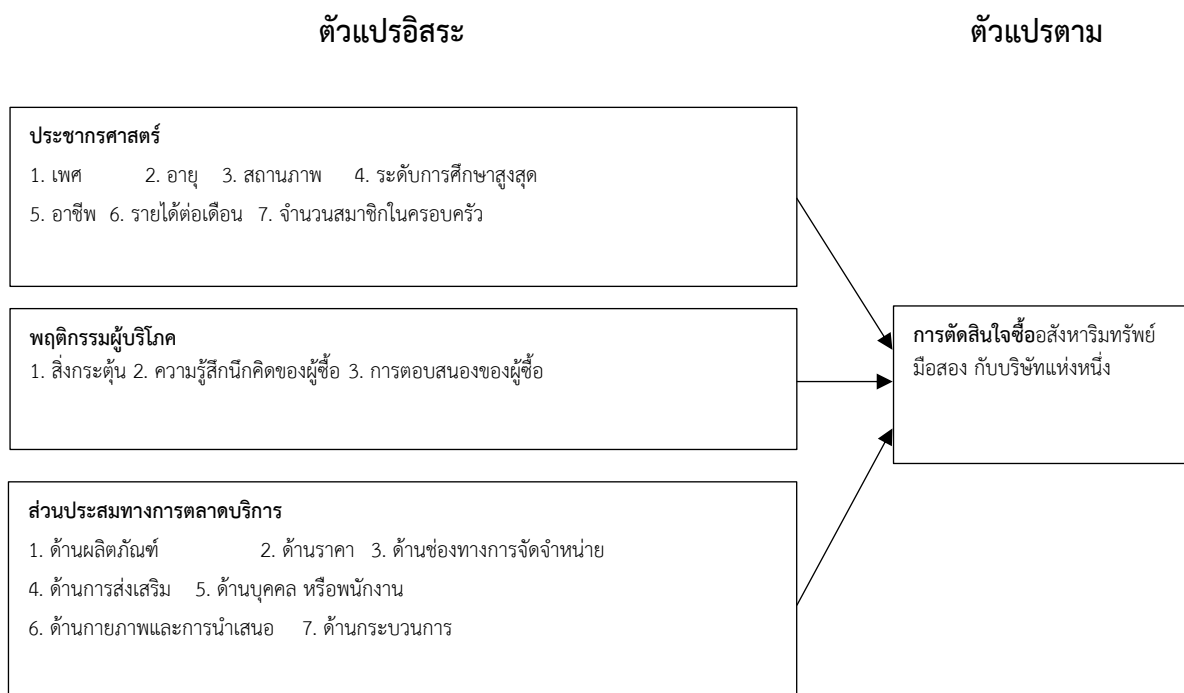 ตัวแปรอิสระ
ตัวแปรตาม
ประชากรศาสตร์
1. เพศ 2. อายุ 3. สถานภาพ 4. ระดับการศึกษาสูงสุด
5. อาชีพ 6. รายได้ต่อเดือน 7. จำนวนสมาชิกในครอบครัว
พฤติกรรมผู้บริโภค
1. สิ่งกระตุ้น 2. ความรู้สึกนึกคิดของผู้ซื้อ 3. การตอบสนองของผู้ซื้อ
ส่วนประสมทางการตลาดบริการ
1. ด้านผลิตภัณฑ์ 2. ด้านราคา 3. ด้านช่องทางการจัดจำหน่าย
4. ด้านการส่งเสริม 5. ด้านบุคคล หรือพนักงาน
6. ด้านกายภาพและการนำเสนอ 7. ด้านกระบวนการ
การตัดสินใจซื้ออสังหาริมทรัพย์
มือสอง กับบริษัทแห่งหนึ่ง